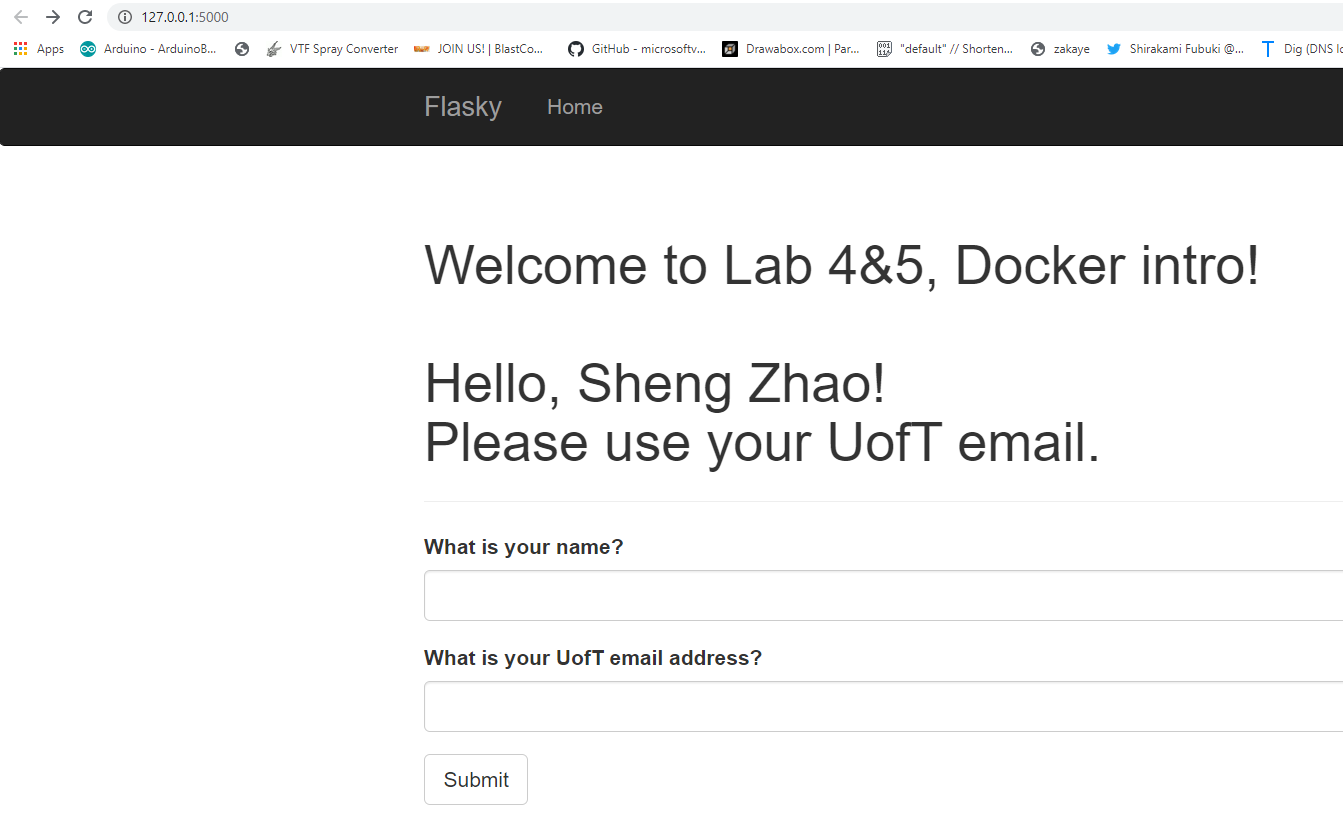 127.0.0.1:5000
Apps Arduino - ArduinoB... VTF Spray Converter JOIN US! | BlastCo... GitHub - microsoftv... Drawabox.com | Par... "default" // Shorten... zakaye Shirakami Fubuki @... Dig (DNS lo
Flasky Home
Welcome to Lab 4&5, Docker intro!
Hello, Sheng Zhao!
Please use your UofT email.
What is your name?
What is your UofT email address?
Submit